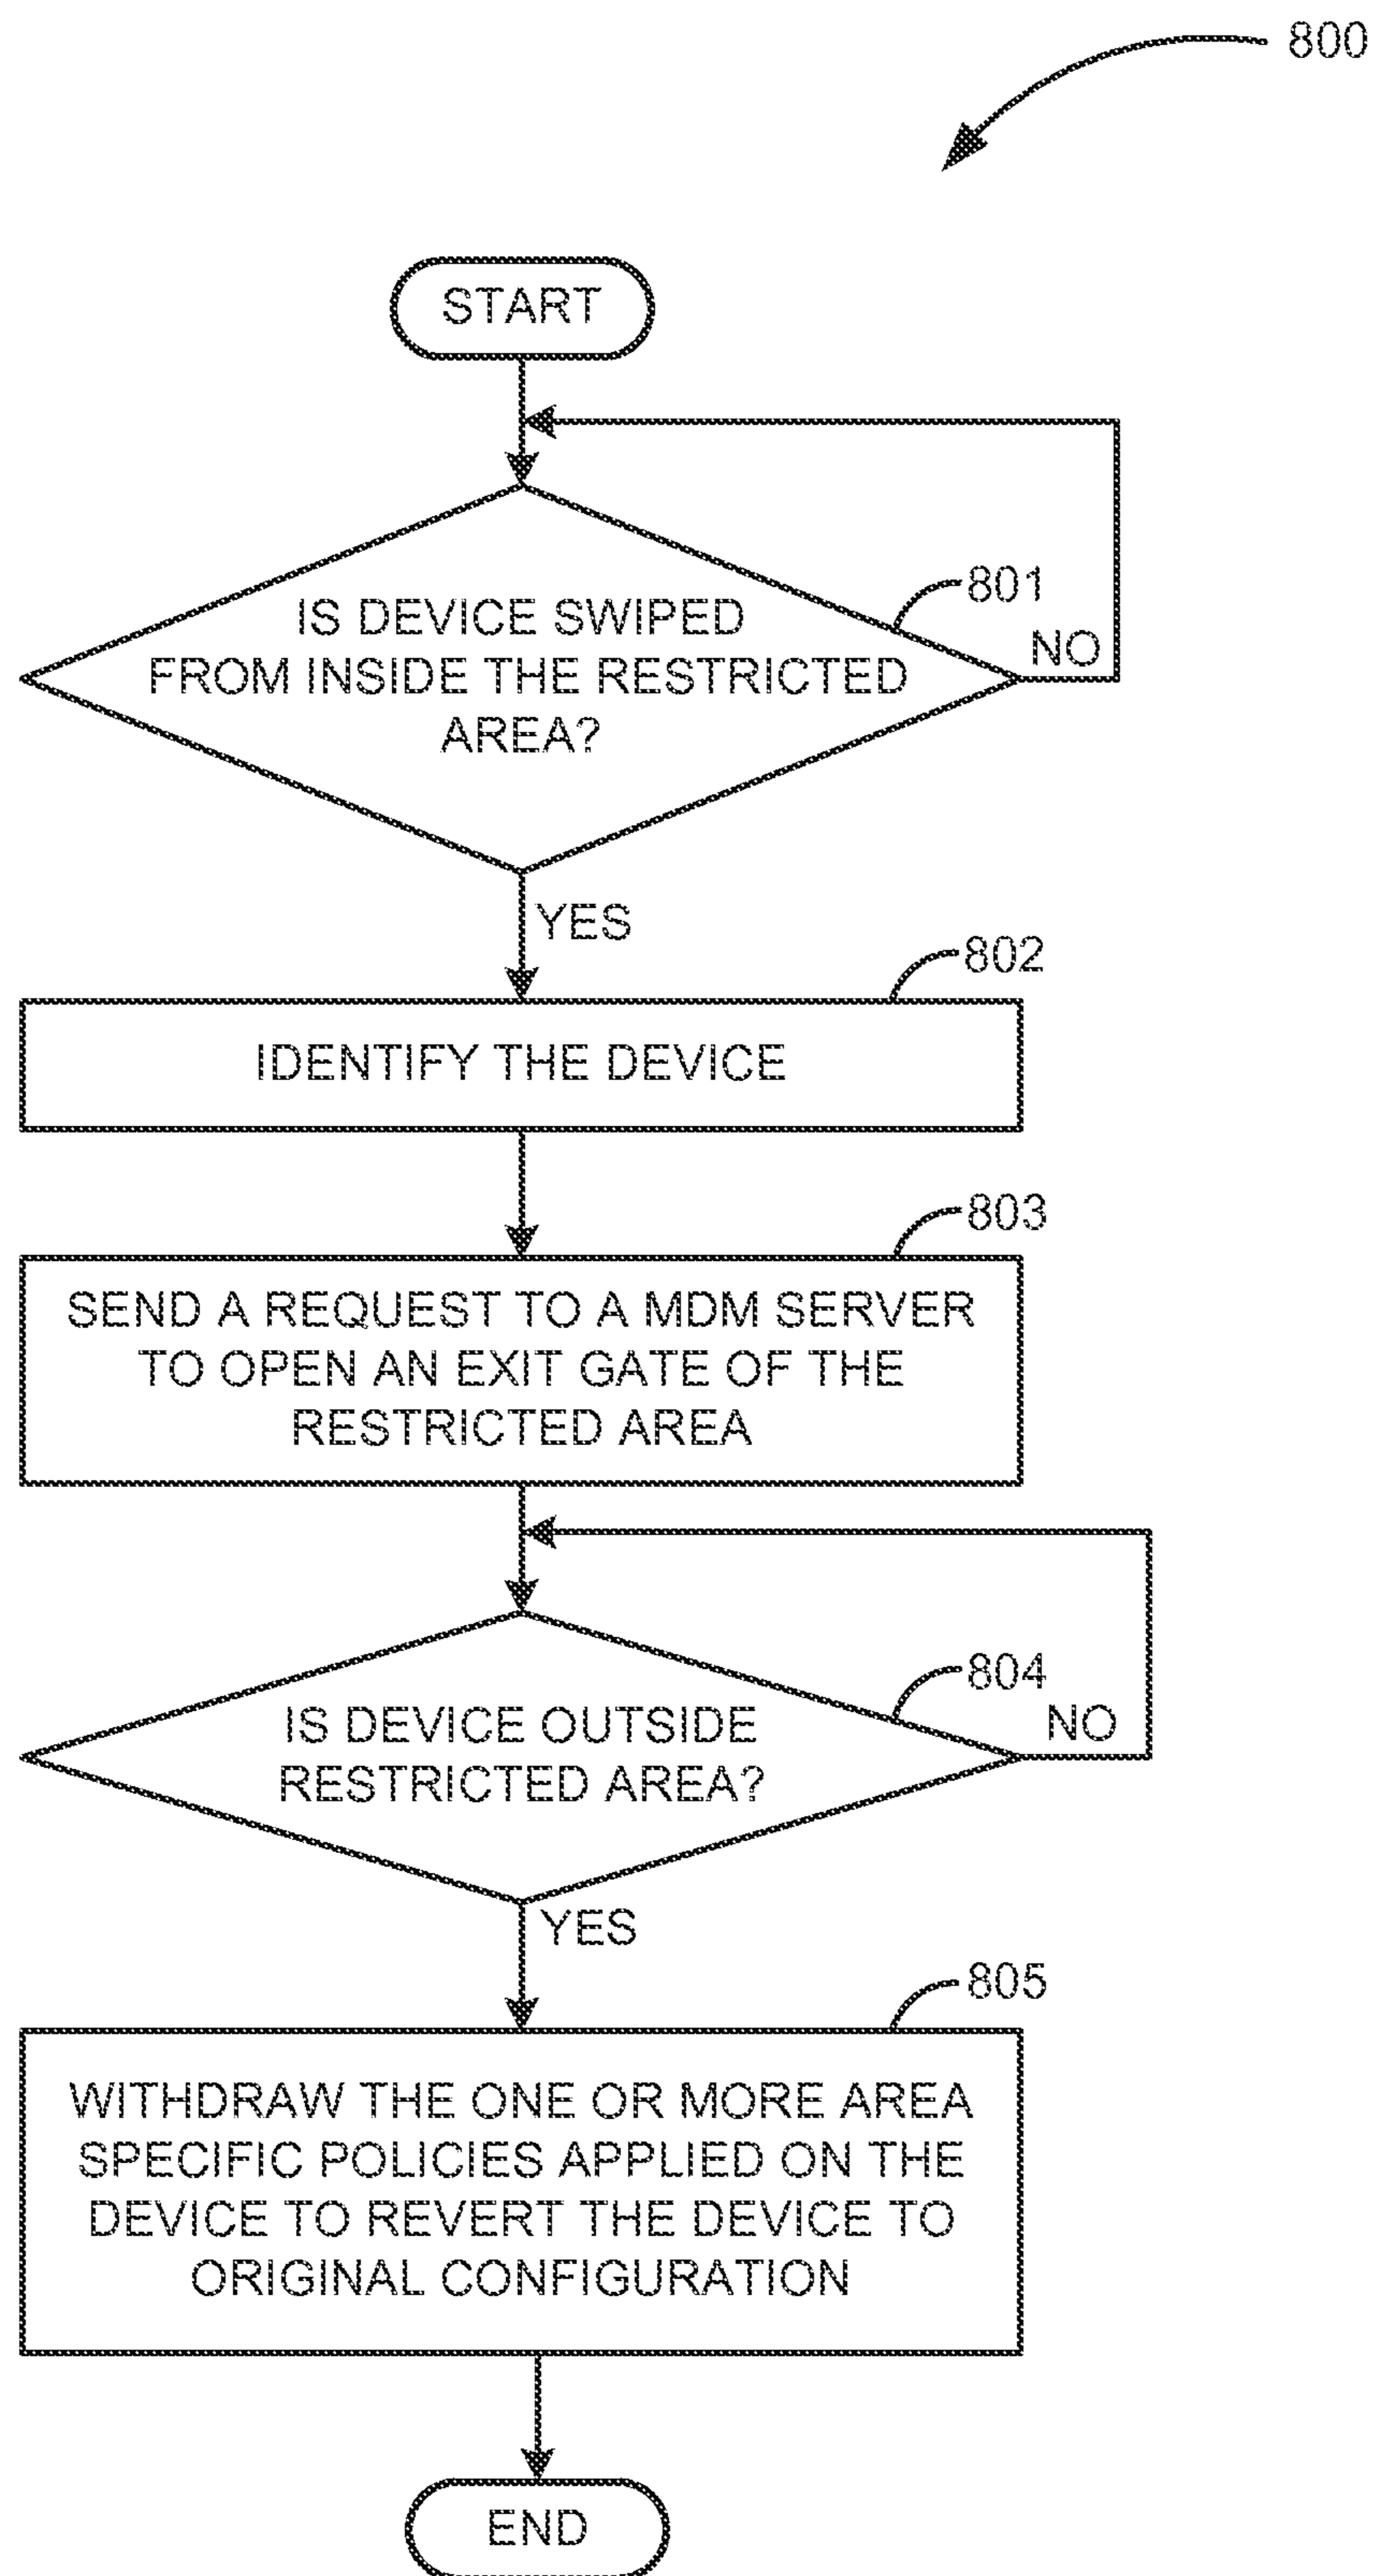 800
START
801
IS DEVICE SWIPED
FROM INSIDE THE RESTRICTED
AREA?
NO
YES
802
IDENTIFY THE DEVICE
803
SEND A REQUEST TO A MDM SERVER
TO OPEN AN EXIT GATE OF THE
RESTRICTED AREA
804
IS DEVICE OUTSIDE
RESTRICTED AREA?
NO
YES
805
WITHDRAW THE ONE OR MORE AREA
SPECIFIC POLICIES APPLIED ON THE
DEVICE TO REVERT THE DEVICE TO
ORIGINAL CONFIGURATION
END